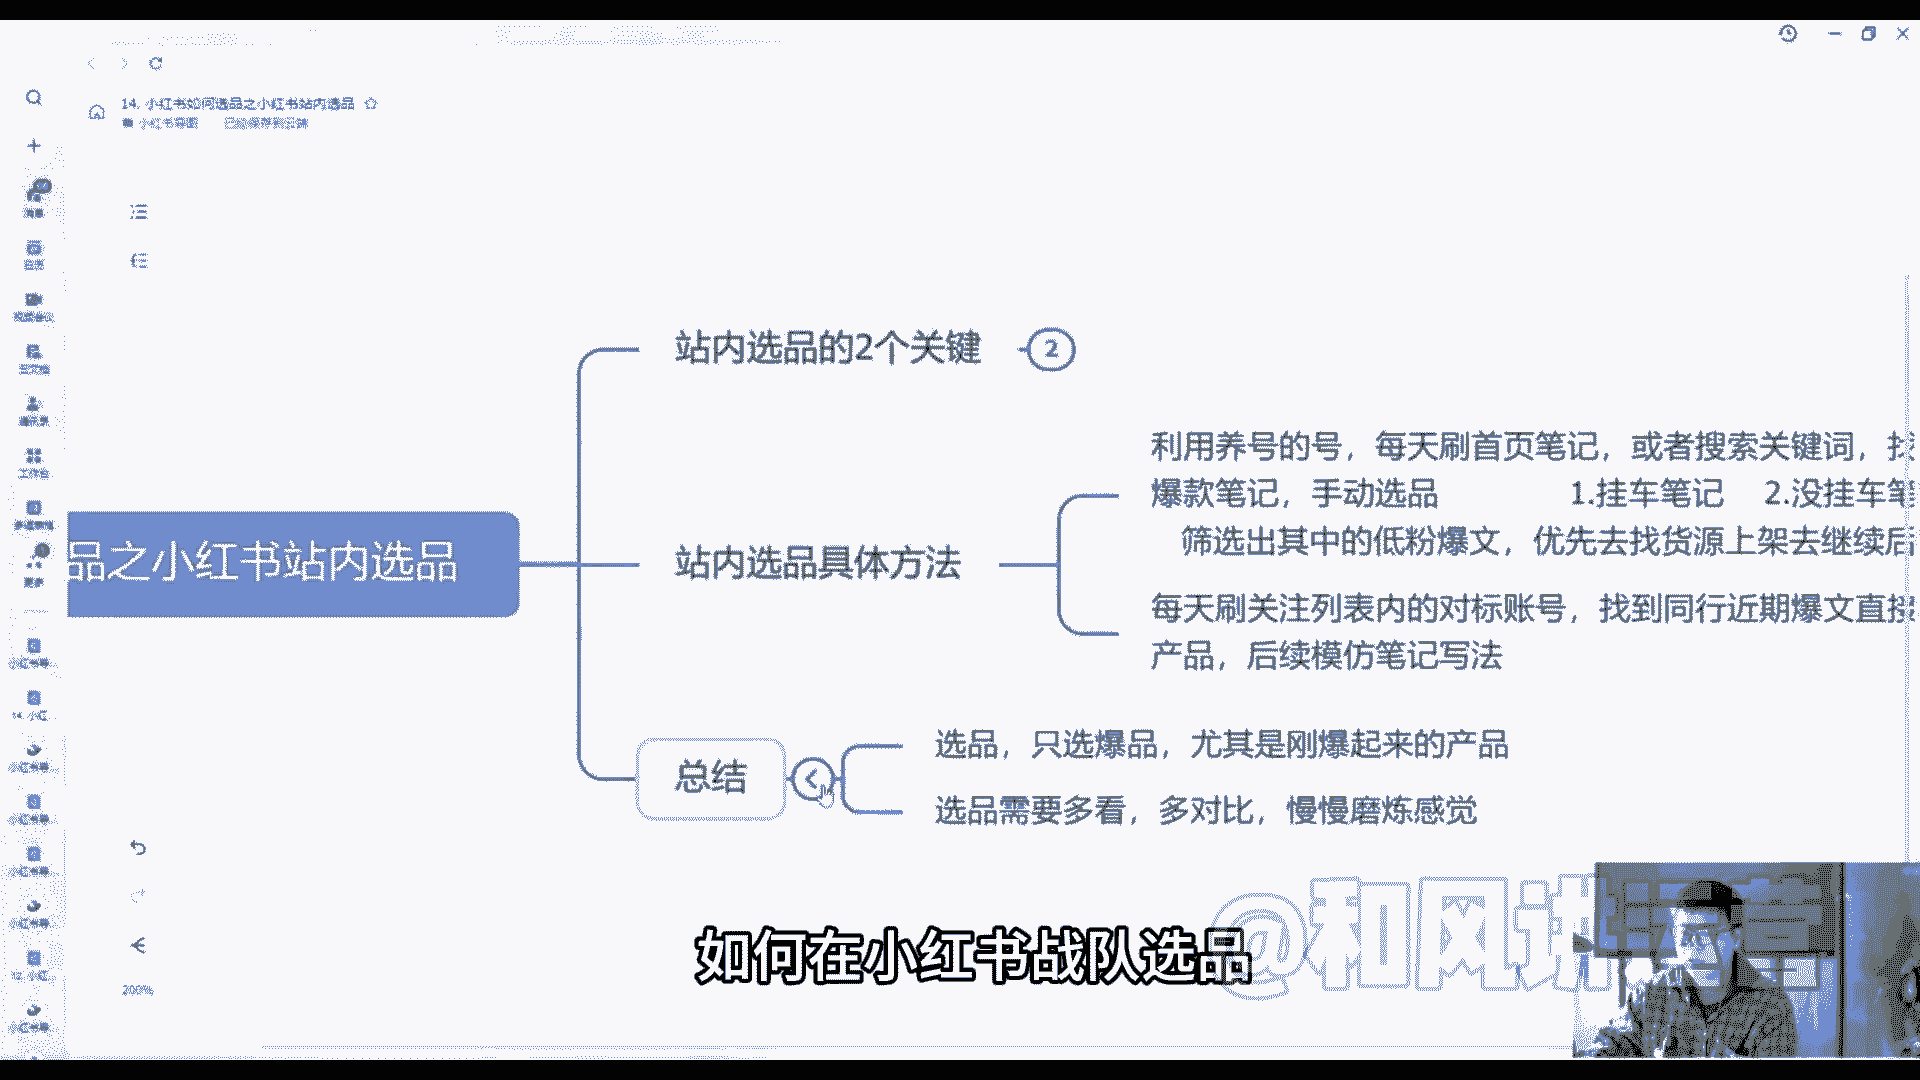 14. 小红书如何选品之小红书站内选品
小红书导图 已经保存到云端
站内选品的2个关键
2
利用养号的号，每天刷首页笔记，或者搜索关键词，找
爆款笔记，手动选品 1.挂车笔记 2.没挂车笔
筛选出其中的低粉爆文，优先去找货源上架去继续后
品之小红书站内选品
站内选品具体方法
每天刷关注列表内的对标账号，找到同行近期爆文直接
产品，后续模仿笔记写法
总结
选品，只选爆品，尤其是刚爆起来的产品
选品需要多看，多对比，慢慢磨炼感觉
@和风讲
如何在小红书战队选品
200%
工作台
更多